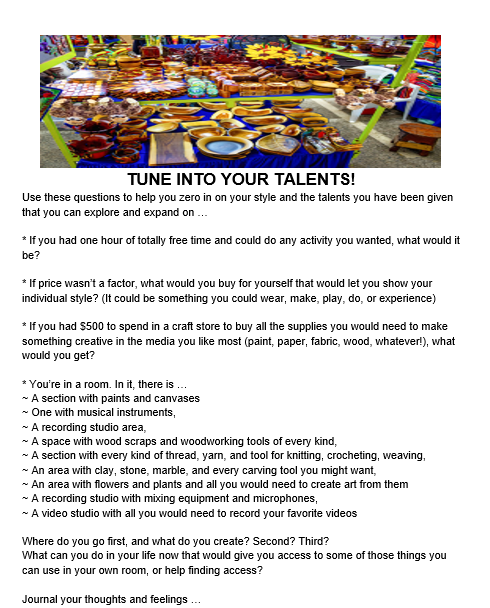 TUNE INTO YOUR TALENTS!
Use these questions to help you zero in on your style and the talents you have been given
that you can explore and expand on …
* If you had one hour of totally free time and could do any activity you wanted, what would it
be?
* If price wasn’t a factor, what would you buy for yourself that would let you show your
individual style? (It could be something you could wear, make, play, do, or experience)
* If you had $500 to spend in a craft store to buy all the supplies you would need to make
something creative in the media you like most (paint, paper, fabric, wood, whatever!), what
would you get?
* You’re in a room. In it, there is …
~ A section with paints and canvases
~ One with musical instruments,
~ A recording studio area,
~ A space with wood scraps and woodworking tools of every kind,
~ A section with every kind of thread, yarn, and tool for knitting, crocheting, weaving,
~ An area with clay, stone, marble, and every carving tool you might want,
~ An area with flowers and plants and all you would need to create art from them
~ A recording studio with mixing equipment and microphones,
~ A video studio with all you would need to record your favorite videos
Where do you go first, and what do you create? Second? Third?
What can you do in your life now that would give you access to some of those things you
can use in your own room, or help finding access?
Journal your thoughts and feelings …